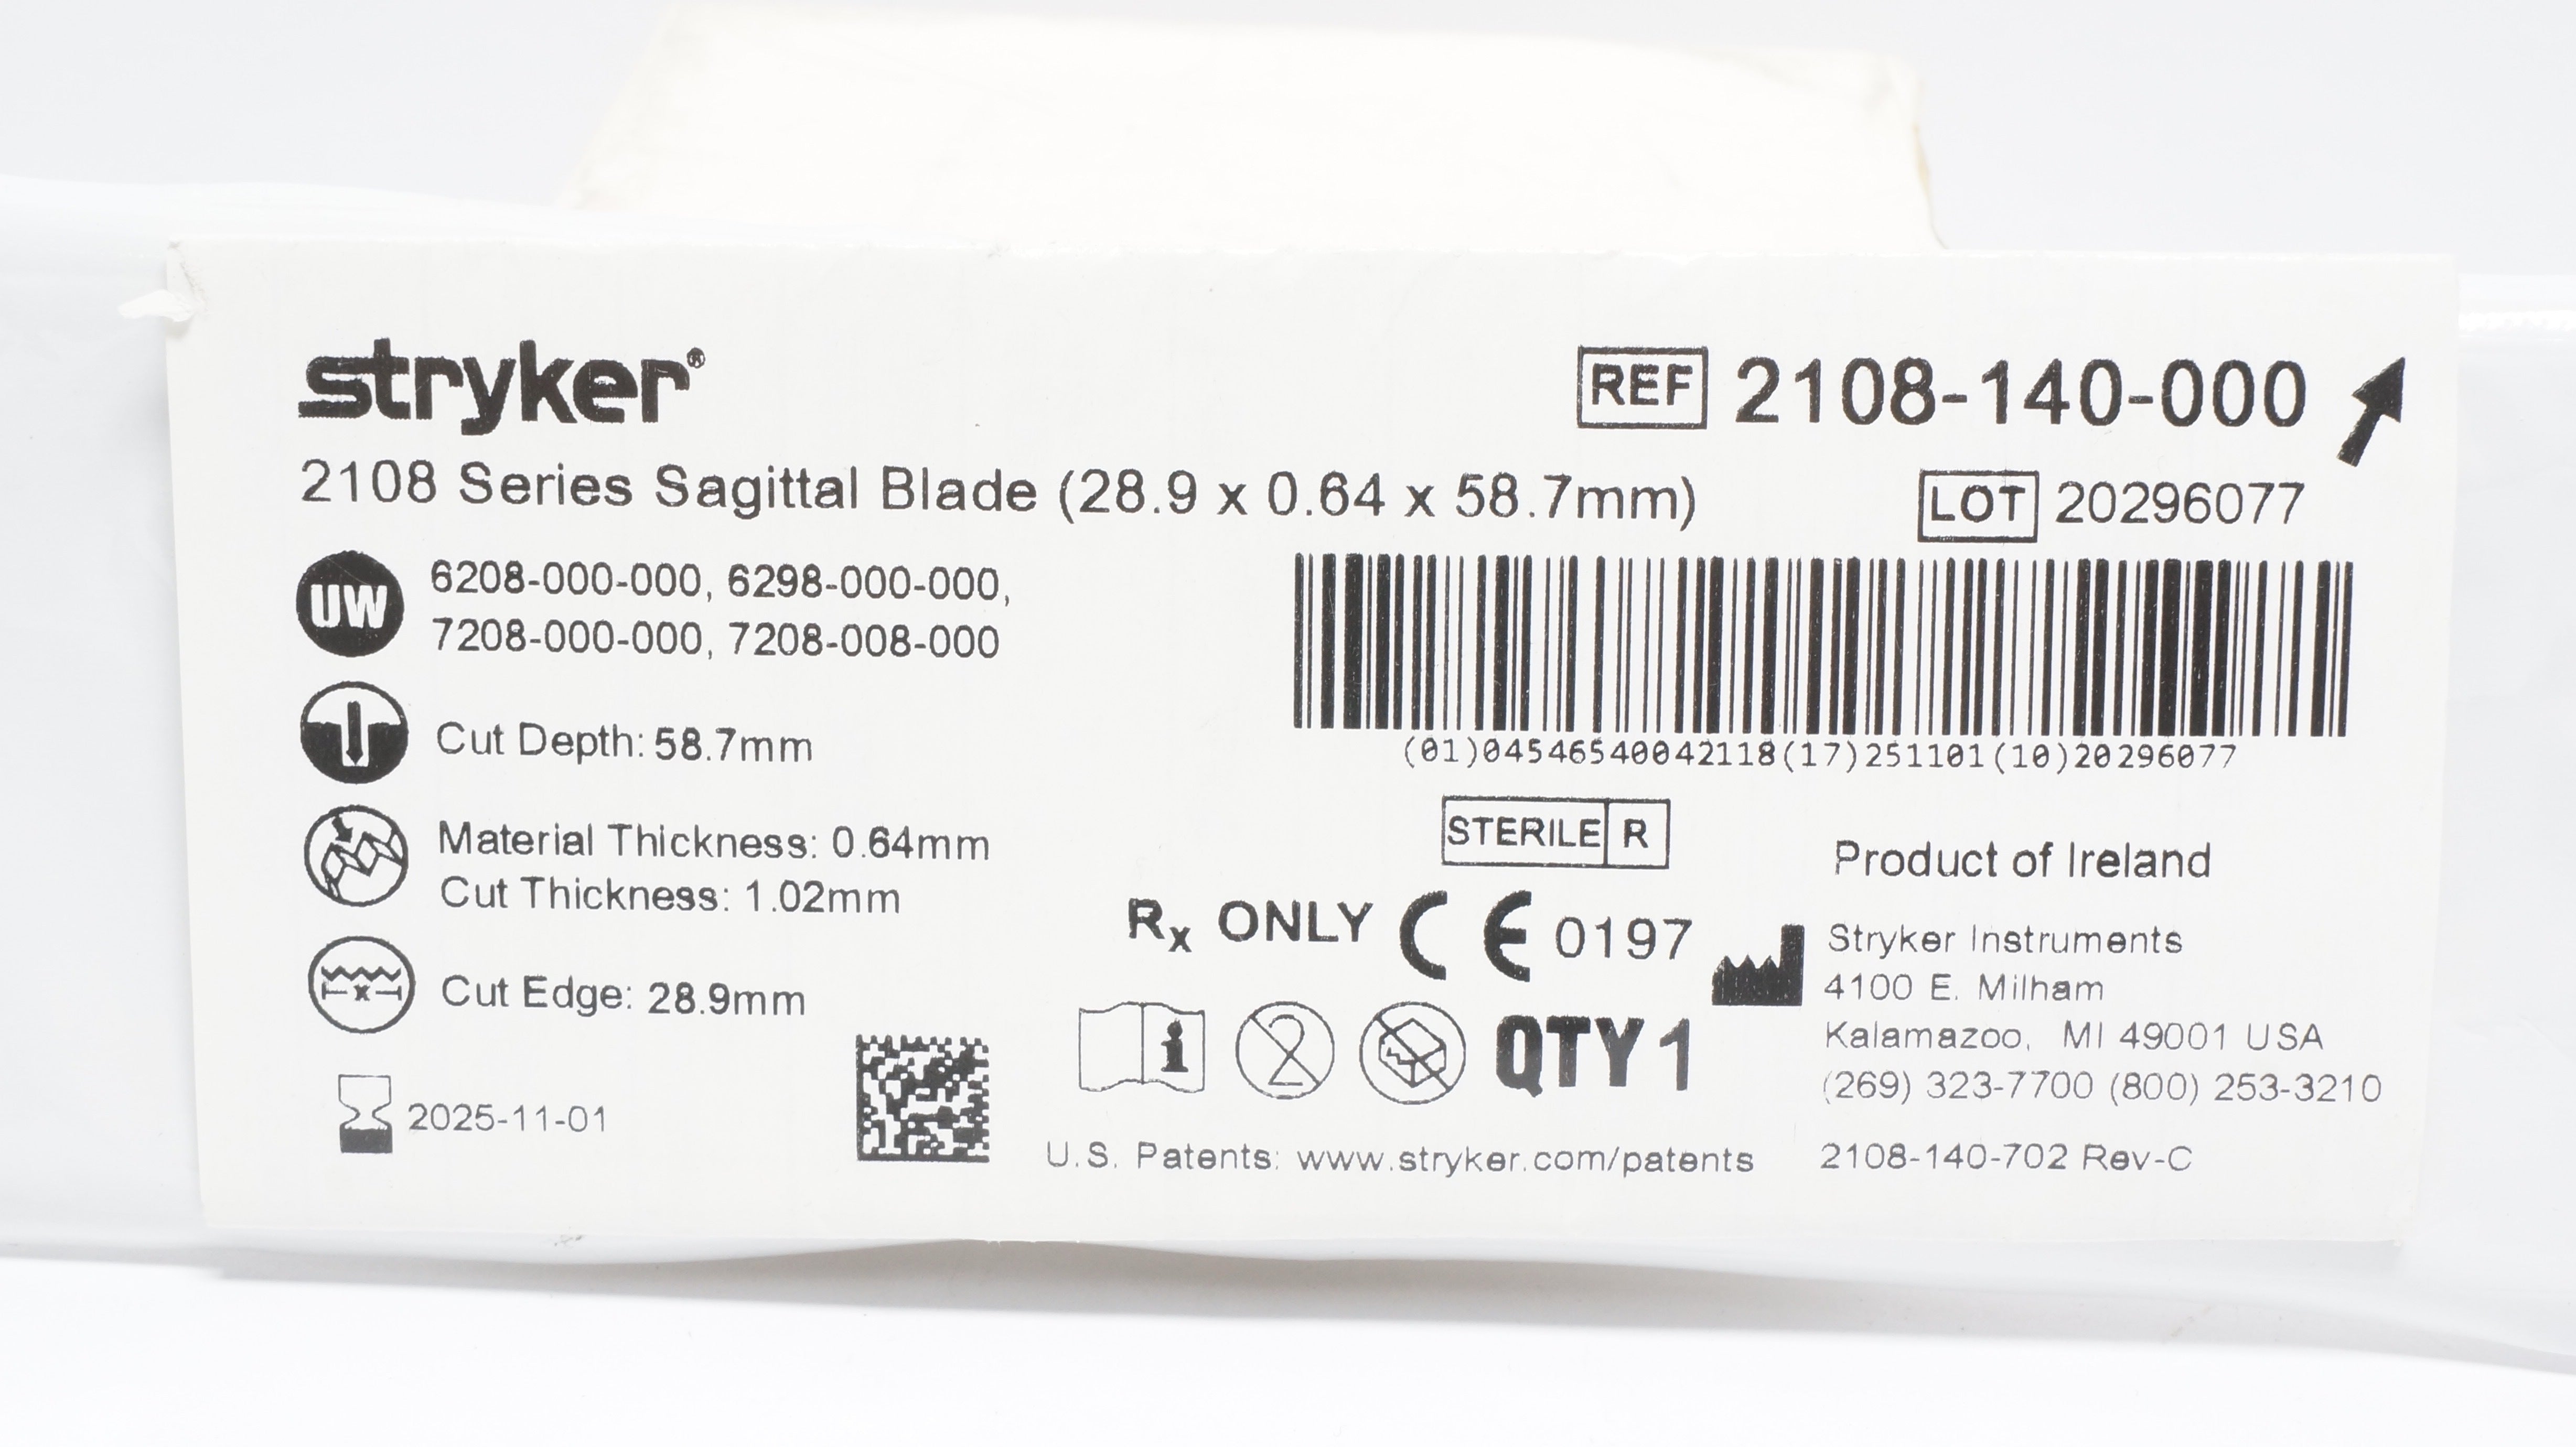 stryker®
REF 2108-140-000
2108 Series Sagittal Blade (28.9 x 0.64 x 58.7mm)
LOT 20296077
UW 6208-000-000, 6298-000-000,
7208-000-000, 7208-008-000
(01)04546540042118(17)251101(10)20296077
Cut Depth: 58.7mm
Material Thickness: 0.64mm
Cut Thickness: 1.02mm
Cut Edge: 28.9mm
x
2025-11-01
STERILE R
Rx ONLY CE 0197
i 2 QTY 1
Product of Ireland
Stryker Instruments
4100 E. Milham
Kalamazoo, MI 49001 USA
(269) 323-7700 (800) 253-3210
U.S. Patents: www.stryker.com/patents
2108-140-702 Rev-C